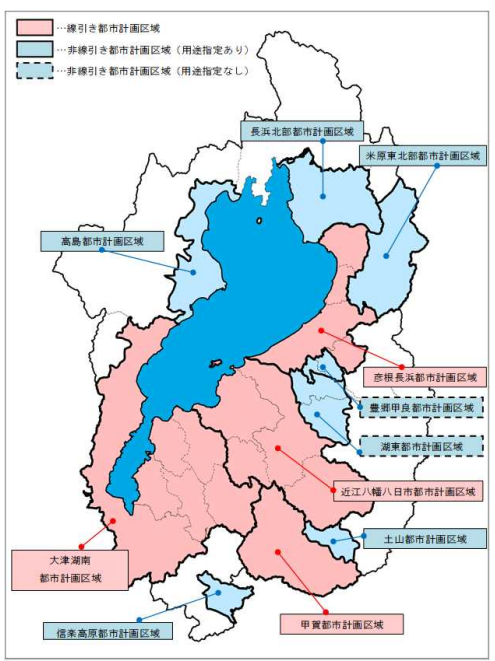 …線引き都市計画区域
…非線引き都市計画区域（用途指定あり）
…非線引き都市計画区域（用途指定なし）
長浜北部都市計画区域
米原東北部都市計画区域
高島都市計画区域
彦根長浜都市計画区域
豊郷甲良都市計画区域
湖東都市計画区域
近江八幡八日市都市計画区域
土山都市計画区域
大津湖南
都市計画区域
甲賀都市計画区域
信楽高原都市計画区域